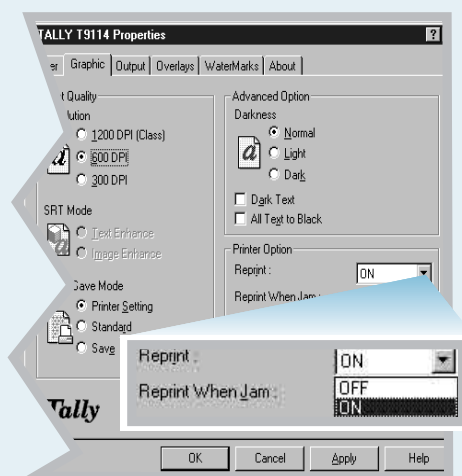 TALLY T9114 Properties
?
er Graphic Output Overlays WaterMarks About
t Quality
lution
1200 DPI (Class)
600 DPI
300 DPI
SRT Mode
Text Enhance
Image Enhance
Save Mode
Printer Setting
Standard
Save
Advanced Option
Darkness
Normal
Light
Dark
Dark Text
All Text to Black
Printer Option
Reprint : ON
Reprint When Jam :
Reprint : ON
Reprint When Jam : OFF
ON
Tally
OK Cancel Apply Help